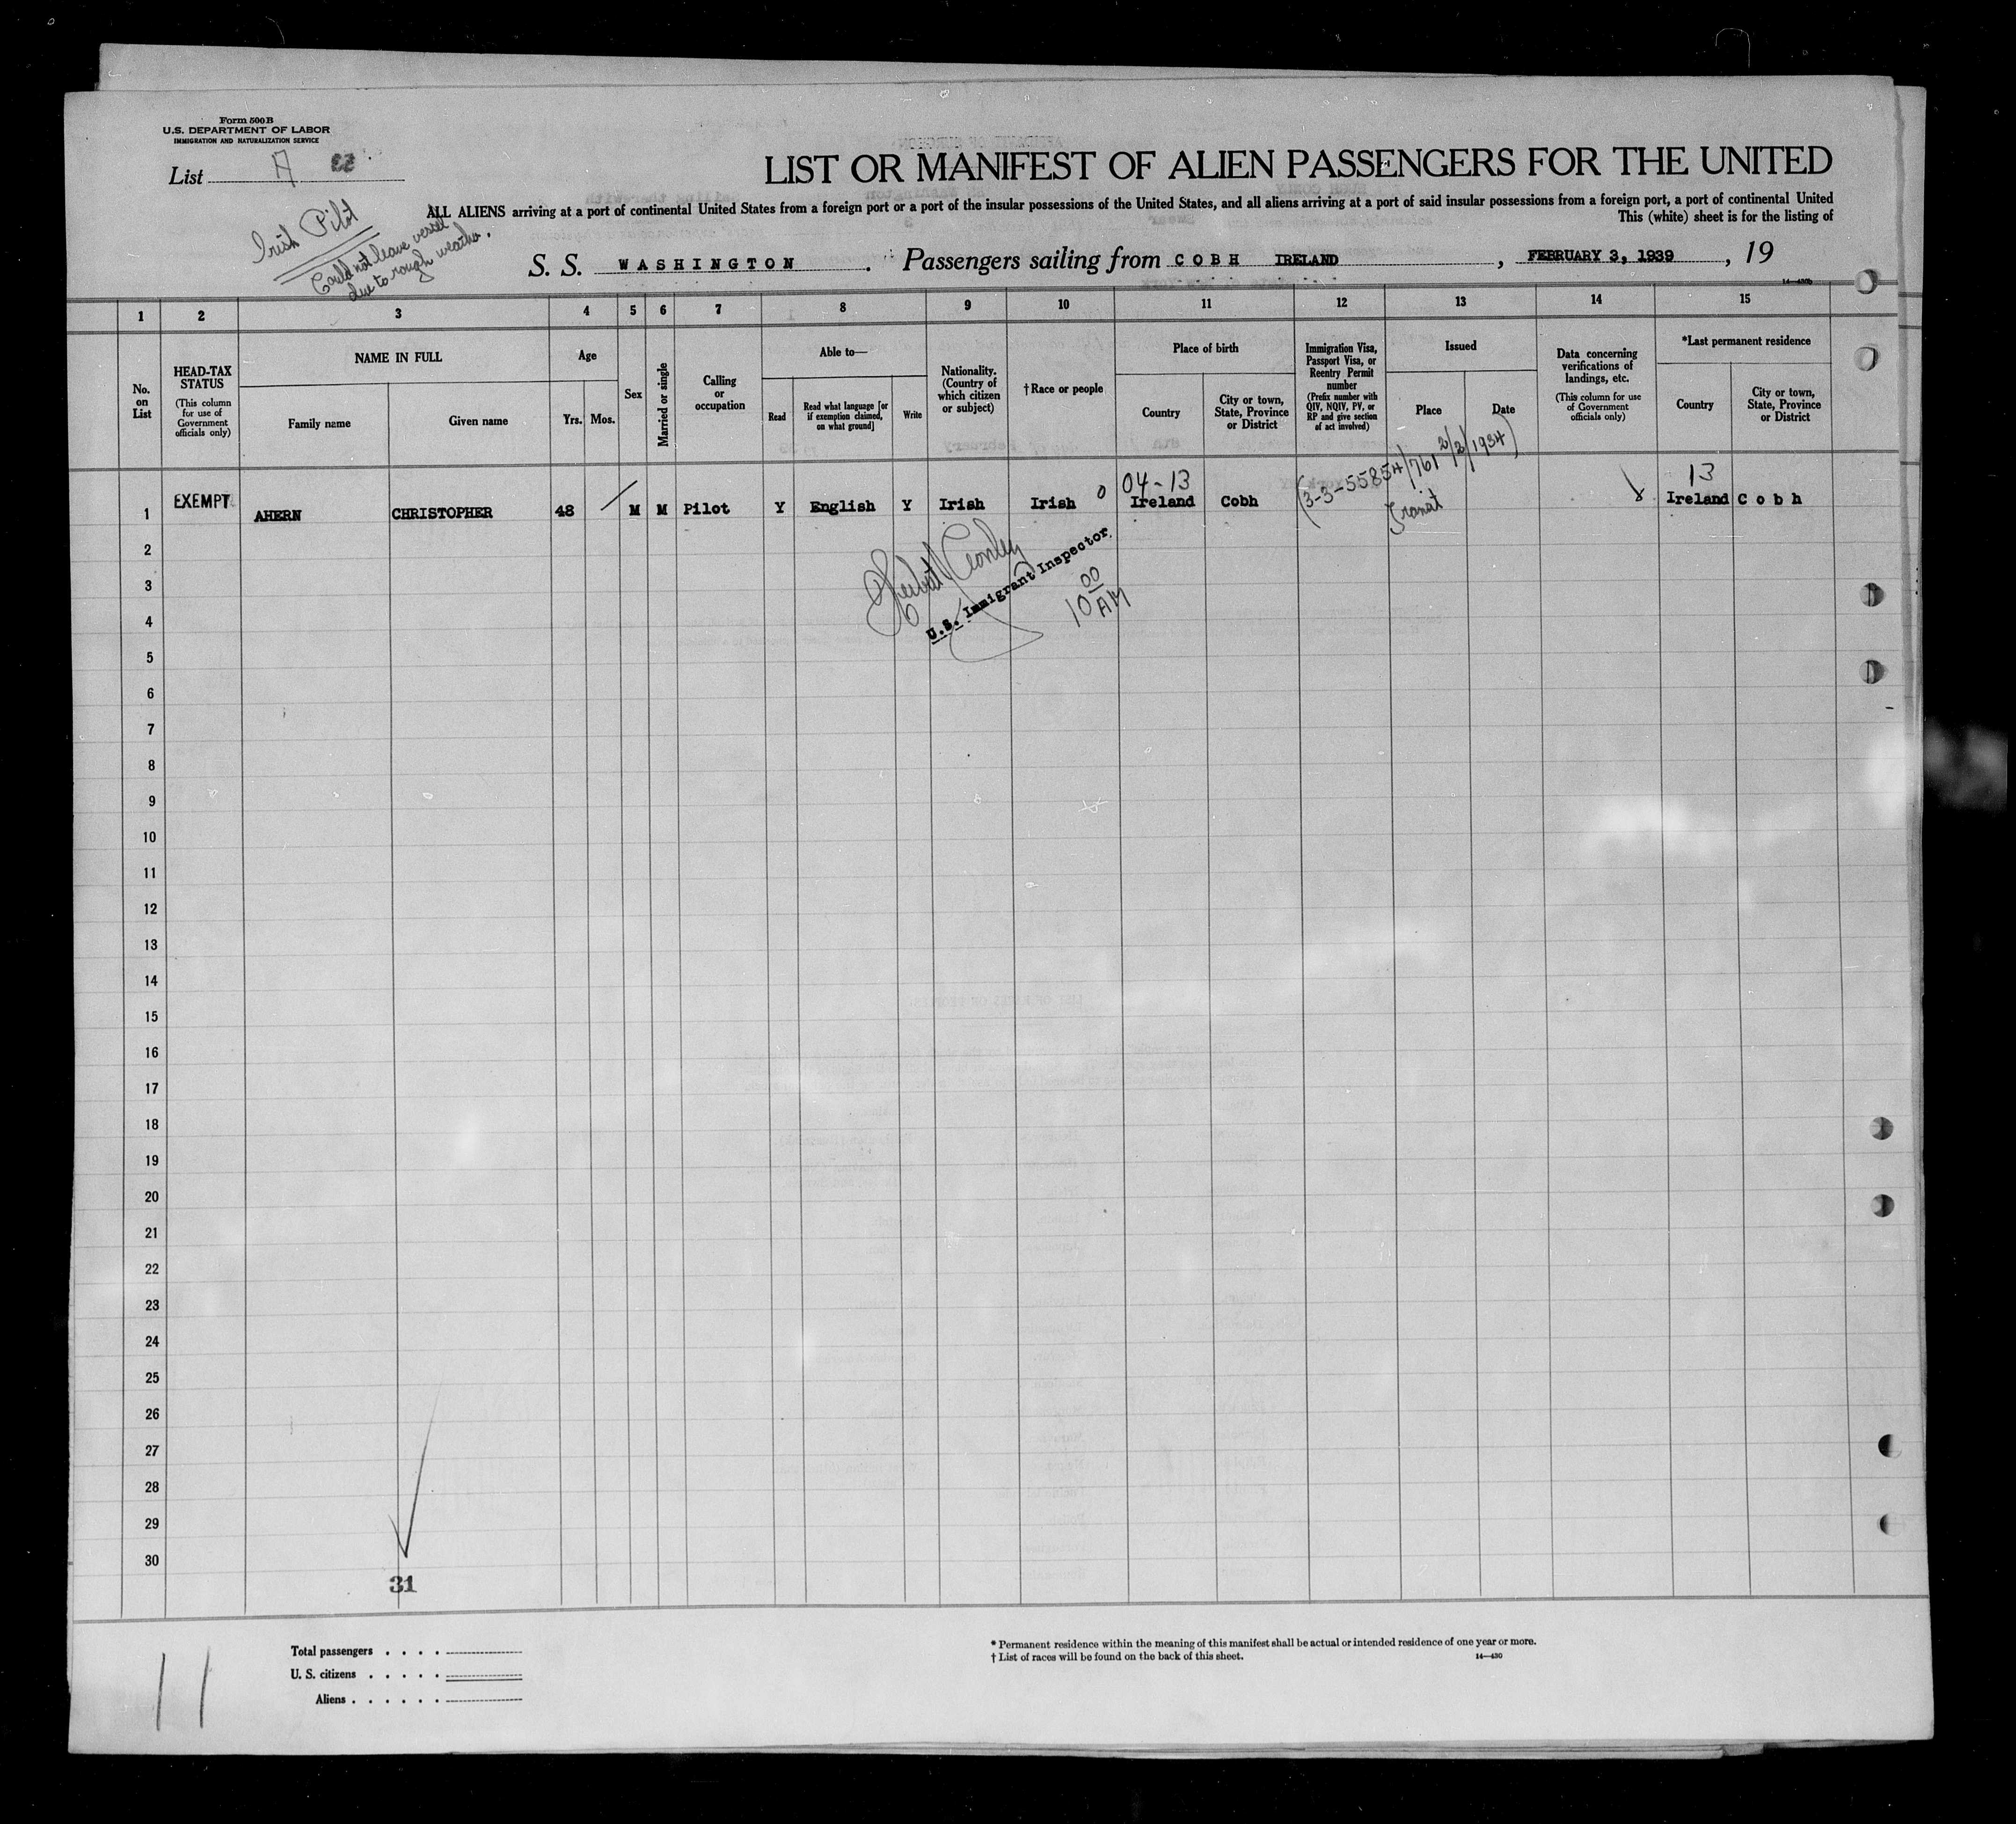 Form 500 B
U.S. DEPARTMENT OF LABOR
IMMIGRATION AND NATURALIZATION SERVICE
List A 53
Irish Pilot
Could not leave vessel
due to rough weather.
LIST OR MANIFEST OF ALIEN PASSENGERS FOR THE UNITED
ALL ALIENS arriving at a port of continental United States from a foreign port or a port of the insular possessions of the United States, and all aliens arriving at a port of said insular possessions from a foreign port, a port of continental United
This (white) sheet is for the listing of
S. S. WASHINGTON. Passengers sailing from COBH IRELAND, FEBRUARY 3, 1939, 19
1 2 3 4 5 6 7 8 9 10 11 12 13 14 15
No. on List
HEAD-TAX STATUS
(This column for use of Government officials only)
NAME IN FULL
Family name
Given name
Age
Yrs. Mos.
Sex
Married or single
Calling or occupation
Able to—
Read
Read what language [or if exemption claimed, on what ground]
Write
Nationality. (Country of which citizen or subject)
†Race or people
Place of birth
Country
City or town, State, Province or District
Immigration Visa, Passport Visa, or Reentry Permit number
(Prefix number with QIV, NQIV, PV, or RP and give section of act involved)
Issued
Place
Date
Data concerning verifications of landings, etc.
(This column for use of Government officials only)
*Last permanent residence
Country
City or town, State, Province or District
04-13
(3-3-55854/761 2/2/1934)
13
1 EXEMPT AHERN CHRISTOPHER 48 M M Pilot Y English Y Irish Irish 0 Ireland Cobh Transit Ireland Cobh
U.S. Immigrant Inspector.
10 00 AM
2
3
4
5
6
7
8
9
10
11
12
13
14
15
16
17
18
19
20
21
22
23
24
25
26
27
28
29
30
31
11
Total passengers . . . .
U. S. citizens . . . . .
Aliens . . . . . .
* Permanent residence within the meaning of this manifest shall be actual or intended residence of one year or more.
† List of races will be found on the back of this sheet.
14—430